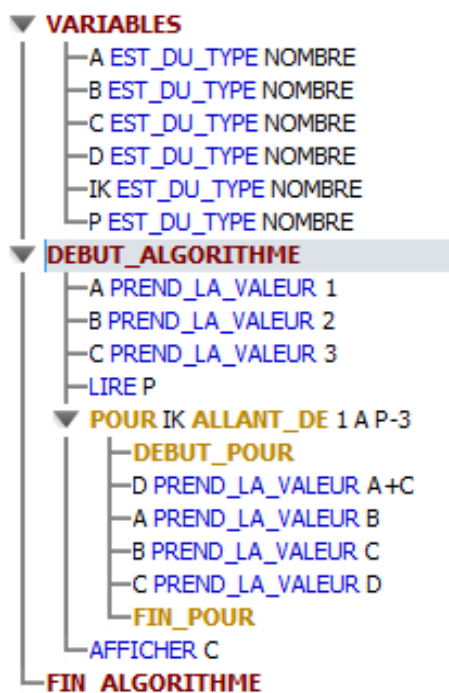 VARIABLES
A EST_DU_TYPE NOMBRE
B EST_DU_TYPE NOMBRE
C EST_DU_TYPE NOMBRE
D EST_DU_TYPE NOMBRE
IK EST_DU_TYPE NOMBRE
P EST_DU_TYPE NOMBRE
DEBUT_ALGORITHME
A PREND_LA_VALEUR 1
B PREND_LA_VALEUR 2
C PREND_LA_VALEUR 3
LIRE P
POUR IK ALLANT_DE 1 A P-3
DEBUT_POUR
D PREND_LA_VALEUR A+C
A PREND_LA_VALEUR B
B PREND_LA_VALEUR C
C PREND_LA_VALEUR D
FIN_POUR
AFFICHER C
FIN_ALGORITHME